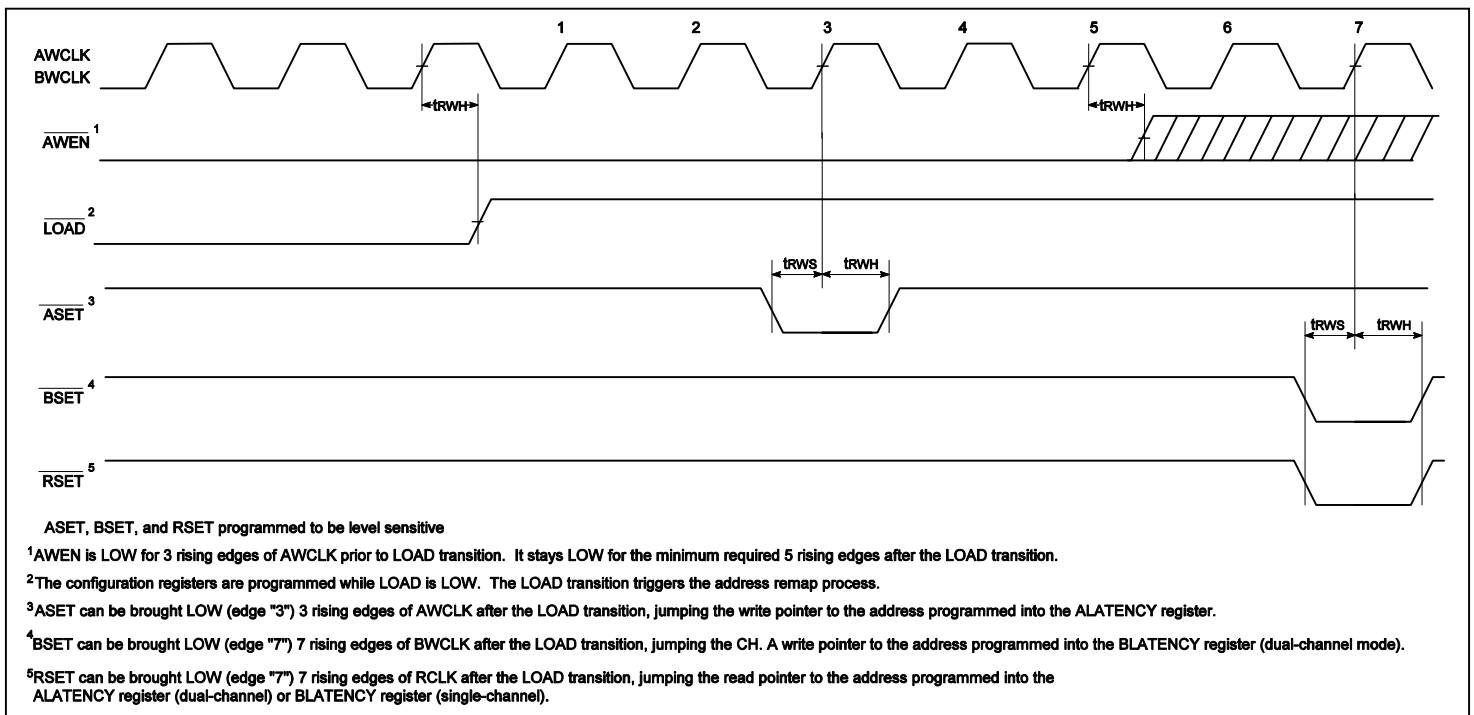 1 2 3 4 5 6 7
AWCLK
BWCLK
tRWH tRWH
AWEN 1
LOAD 2
tRWS tRWH
ASET 3
tRWS tRWH
BSET 4
RSET 5
ASET, BSET, and RSET programmed to be level sensitive
1AWEN is LOW for 3 rising edges of AWCLK prior to LOAD transition. It stays LOW for the minimum required 5 rising edges after the LOAD transition.
2The configuration registers are programmed while LOAD is LOW. The LOAD transition triggers the address remap process.
3ASET can be brought LOW (edge "3") 3 rising edges of AWCLK after the LOAD transition, jumping the write pointer to the address programmed into the ALATENCY register.
4BSET can be brought LOW (edge "7") 7 rising edges of BWCLK after the LOAD transition, jumping the CH. A write pointer to the address programmed into the BLATENCY register (dual-channel mode).
5RSET can be brought LOW (edge "7") 7 rising edges of RCLK after the LOAD transition, jumping the read pointer to the address programmed into the
ALATENCY register (dual-channel) or BLATENCY register (single-channel).